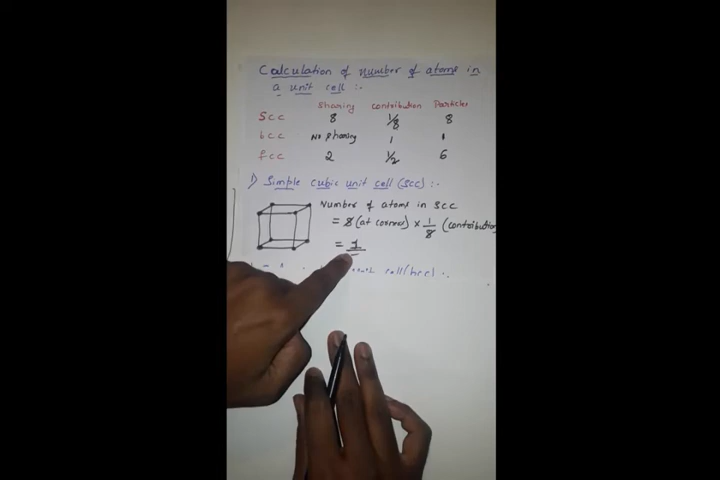 Calculation of number of atoms in
a unit cell :-
Sharing contribution Particles
Scc 8 1/8 8
bcc No Sharing 1 1
fcc 2 1/2 6
1) Simple cubic unit cell (scc) :-
Number of atoms in scc
= 8 (at corner) × 1/8 (contribution
= 1
unit cell (bcc) :-